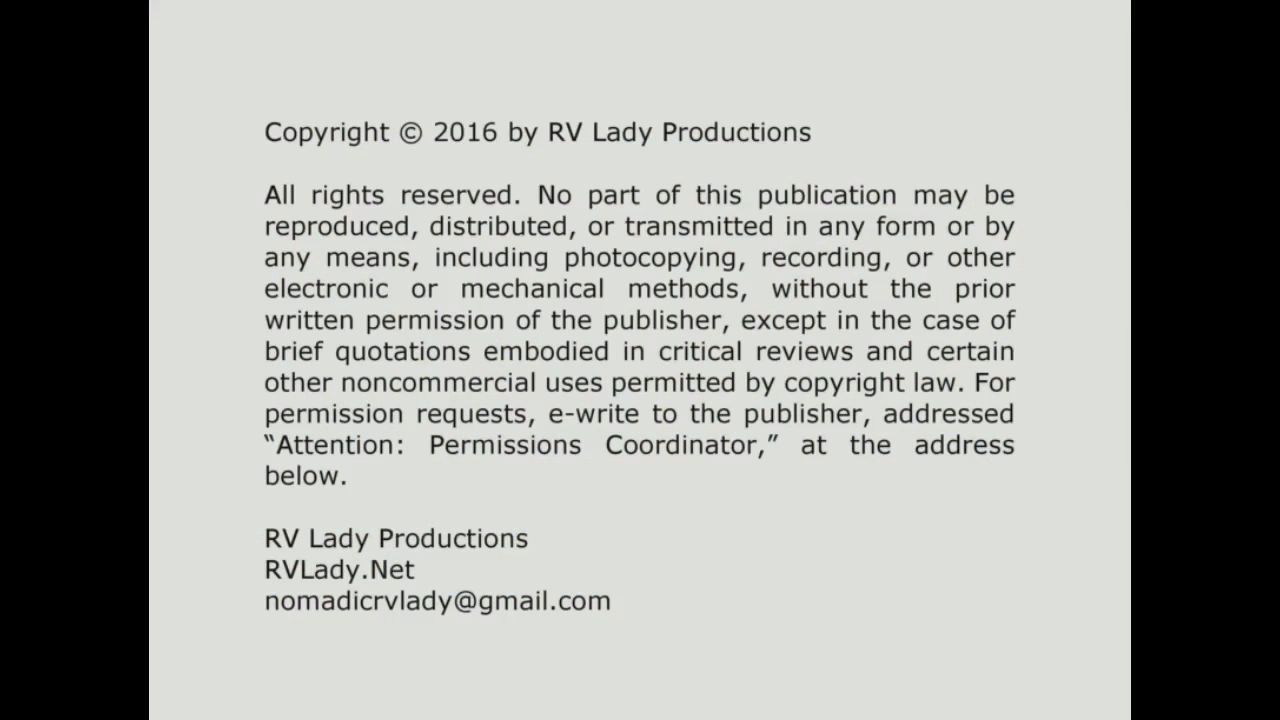 Copyright © 2016 by RV Lady Productions
All rights reserved. No part of this publication may be
reproduced, distributed, or transmitted in any form or by
any means, including photocopying, recording, or other
electronic or mechanical methods, without the prior
written permission of the publisher, except in the case of
brief quotations embodied in critical reviews and certain
other noncommercial uses permitted by copyright law. For
permission requests, e-write to the publisher, addressed
“Attention: Permissions Coordinator,” at the address
below.
RV Lady Productions
RVLady.Net
nomadicrvlady@gmail.com